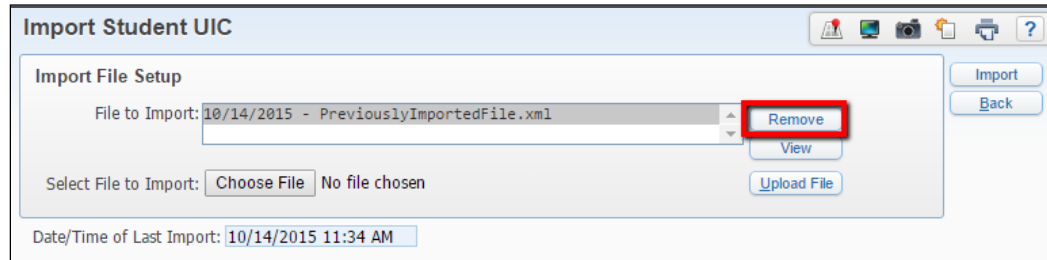 Import Student UIC
?
Import File Setup
Import
File to Import: 10/14/2015 - PreviouslyImportedFile.xml
Remove
Back
View
Select File to Import: Choose File No file chosen
Upload File
Date/Time of Last Import: 10/14/2015 11:34 AM